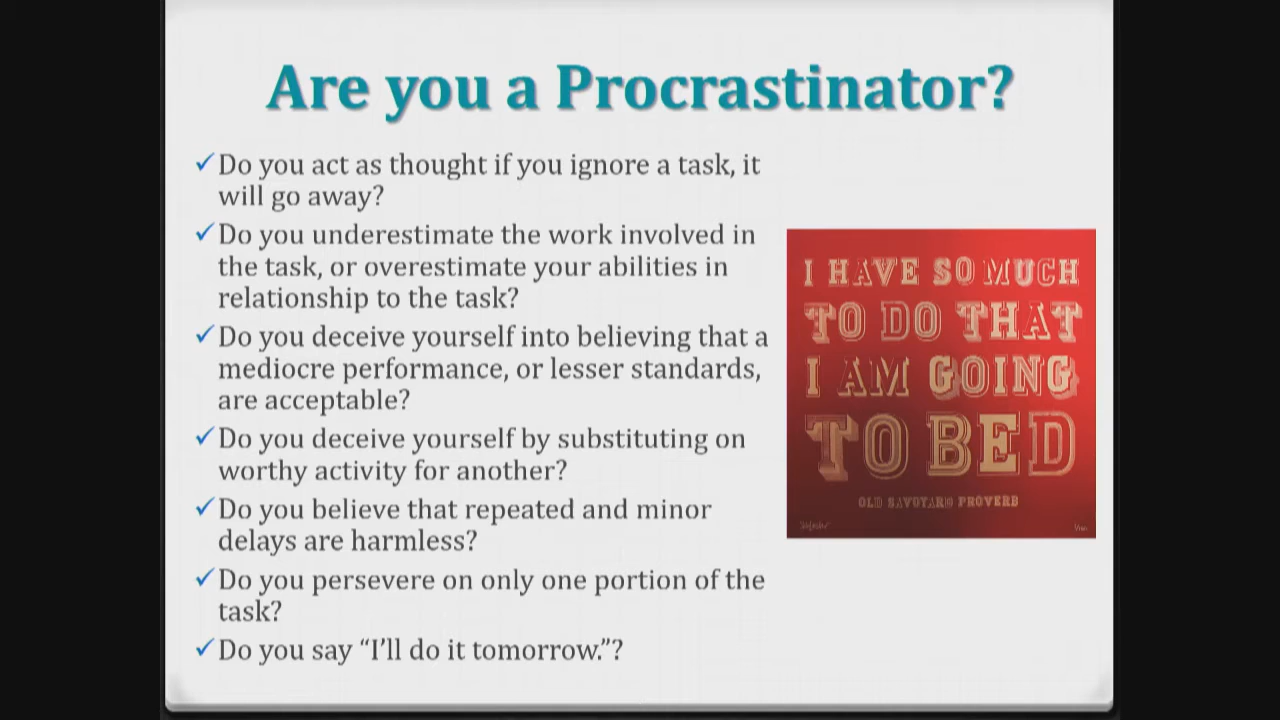 Are you a Procrastinator?
Do you act as thought if you ignore a task, it
will go away?
Do you underestimate the work involved in
the task, or overestimate your abilities in
relationship to the task?
Do you deceive yourself into believing that a
mediocre performance, or lesser standards,
are acceptable?
Do you deceive yourself by substituting on
worthy activity for another?
Do you believe that repeated and minor
delays are harmless?
Do you persevere on only one portion of the
task?
Do you say “I’ll do it tomorrow.”?
I HAVE SO MUCH
TO DO THAT
I AM GOING
TO BED
OLD SAVOYARD PROVERB